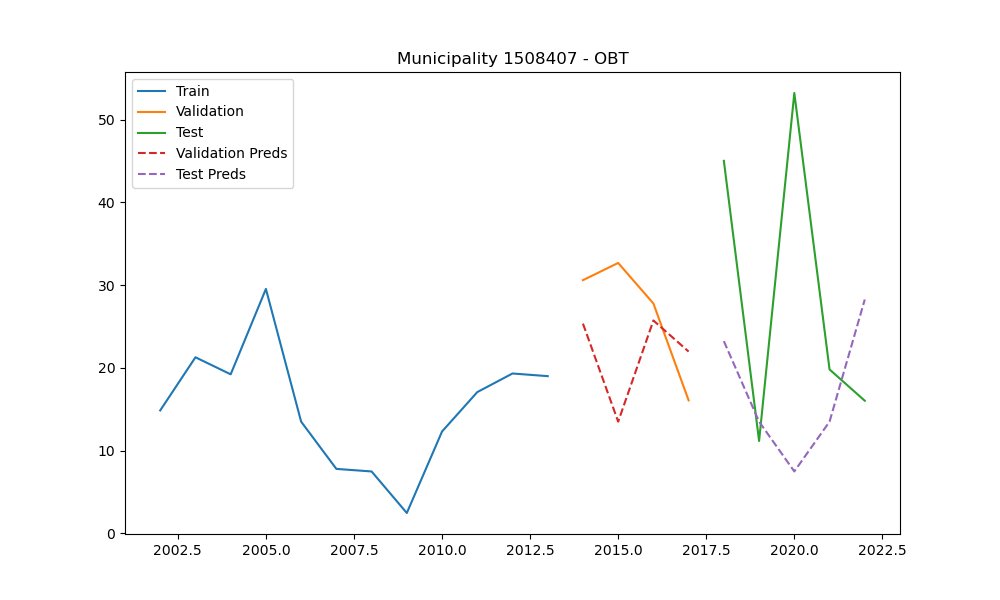 Municipality 1508407 - OBT
Train
Validation
Test
Validation Preds
Test Preds
50
40
30
20
10
0
2002.5 2005.0 2007.5 2010.0 2012.5 2015.0 2017.5 2020.0 2022.5